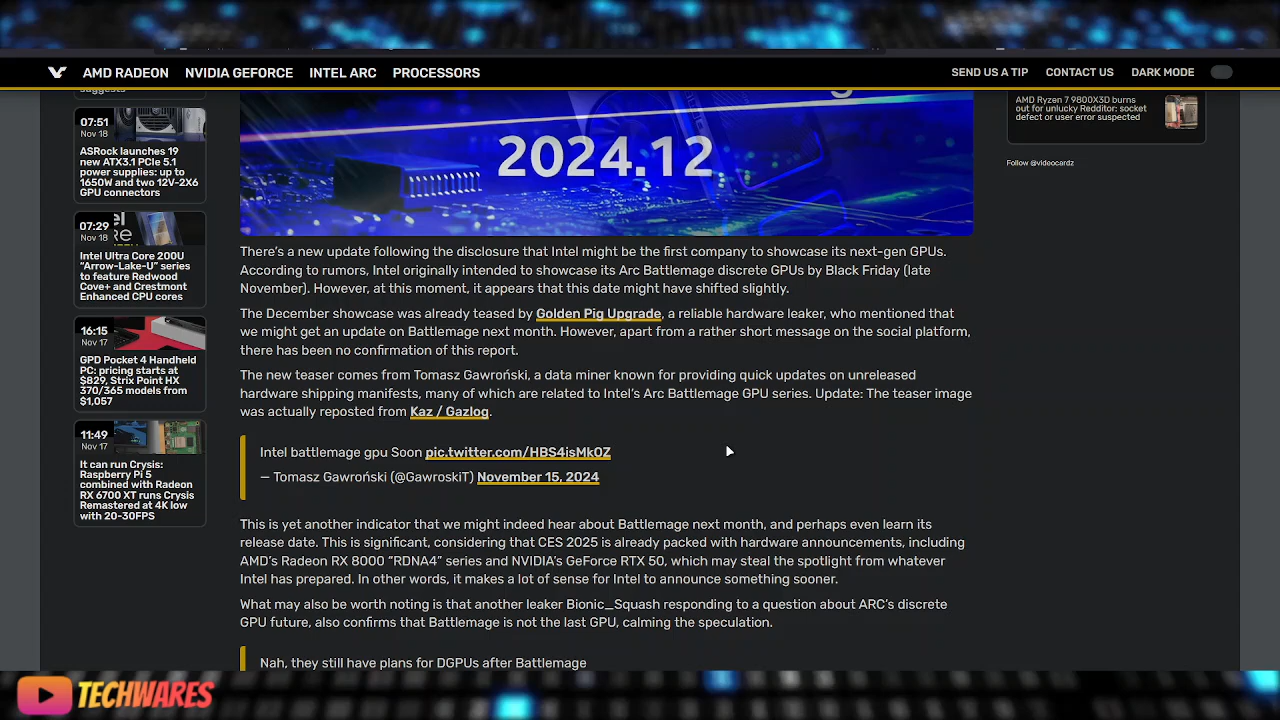 AMD RADEON NVIDIA GEFORCE INTEL ARC PROCESSORS SEND US A TIP CONTACT US DARK MODE
suggests
07:51
Nov 18
ASRock launches 19
new ATX3.1 PCIe 5.1
power supplies: up to
1650W and two 12V-2X6
GPU connectors
07:29
Nov 18
Intel Ultra Core 200U
“Arrow-Lake-U” series
to feature Redwood
Cove+ and Crestmont
Enhanced CPU cores
16:15
Nov 17
GPD Pocket 4 Handheld
PC: pricing starts at
$829, Strix Point HX
370/365 models from
$1,057
11:49
Nov 17
It can run Crysis:
Raspberry Pi 5
combined with Radeon
RX 6700 XT runs Crysis
Remastered at 4K low
with 20-30FPS
2024.12
There’s a new update following the disclosure that Intel might be the first company to showcase its next-gen GPUs.
According to rumors, Intel originally intended to showcase its Arc Battlemage discrete GPUs by Black Friday (late
November). However, at this moment, it appears that this date might have shifted slightly.
The December showcase was already teased by Golden Pig Upgrade, a reliable hardware leaker, who mentioned that
we might get an update on Battlemage next month. However, apart from a rather short message on the social platform,
there has been no confirmation of this report.
The new teaser comes from Tomasz Gawroński, a data miner known for providing quick updates on unreleased
hardware shipping manifests, many of which are related to Intel’s Arc Battlemage GPU series. Update: The teaser image
was actually reposted from Kaz / Gazlog.
Intel battlemage gpu Soon pic.twitter.com/HBS4isMkOZ
— Tomasz Gawroński (@GawroskiT) November 15, 2024
This is yet another indicator that we might indeed hear about Battlemage next month, and perhaps even learn its
release date. This is significant, considering that CES 2025 is already packed with hardware announcements, including
AMD’s Radeon RX 8000 “RDNA4” series and NVIDIA’s GeForce RTX 50, which may steal the spotlight from whatever
Intel has prepared. In other words, it makes a lot of sense for Intel to announce something sooner.
What may also be worth noting is that another leaker Bionic_Squash responding to a question about ARC’s discrete
GPU future, also confirms that Battlemage is not the last GPU, calming the speculation.
Nah, they still have plans for DGPUs after Battlemage
AMD Ryzen 7 9800X3D burns
out for unlucky Redditor: socket
defect or user error suspected
Follow @videocardz
TECHWARES